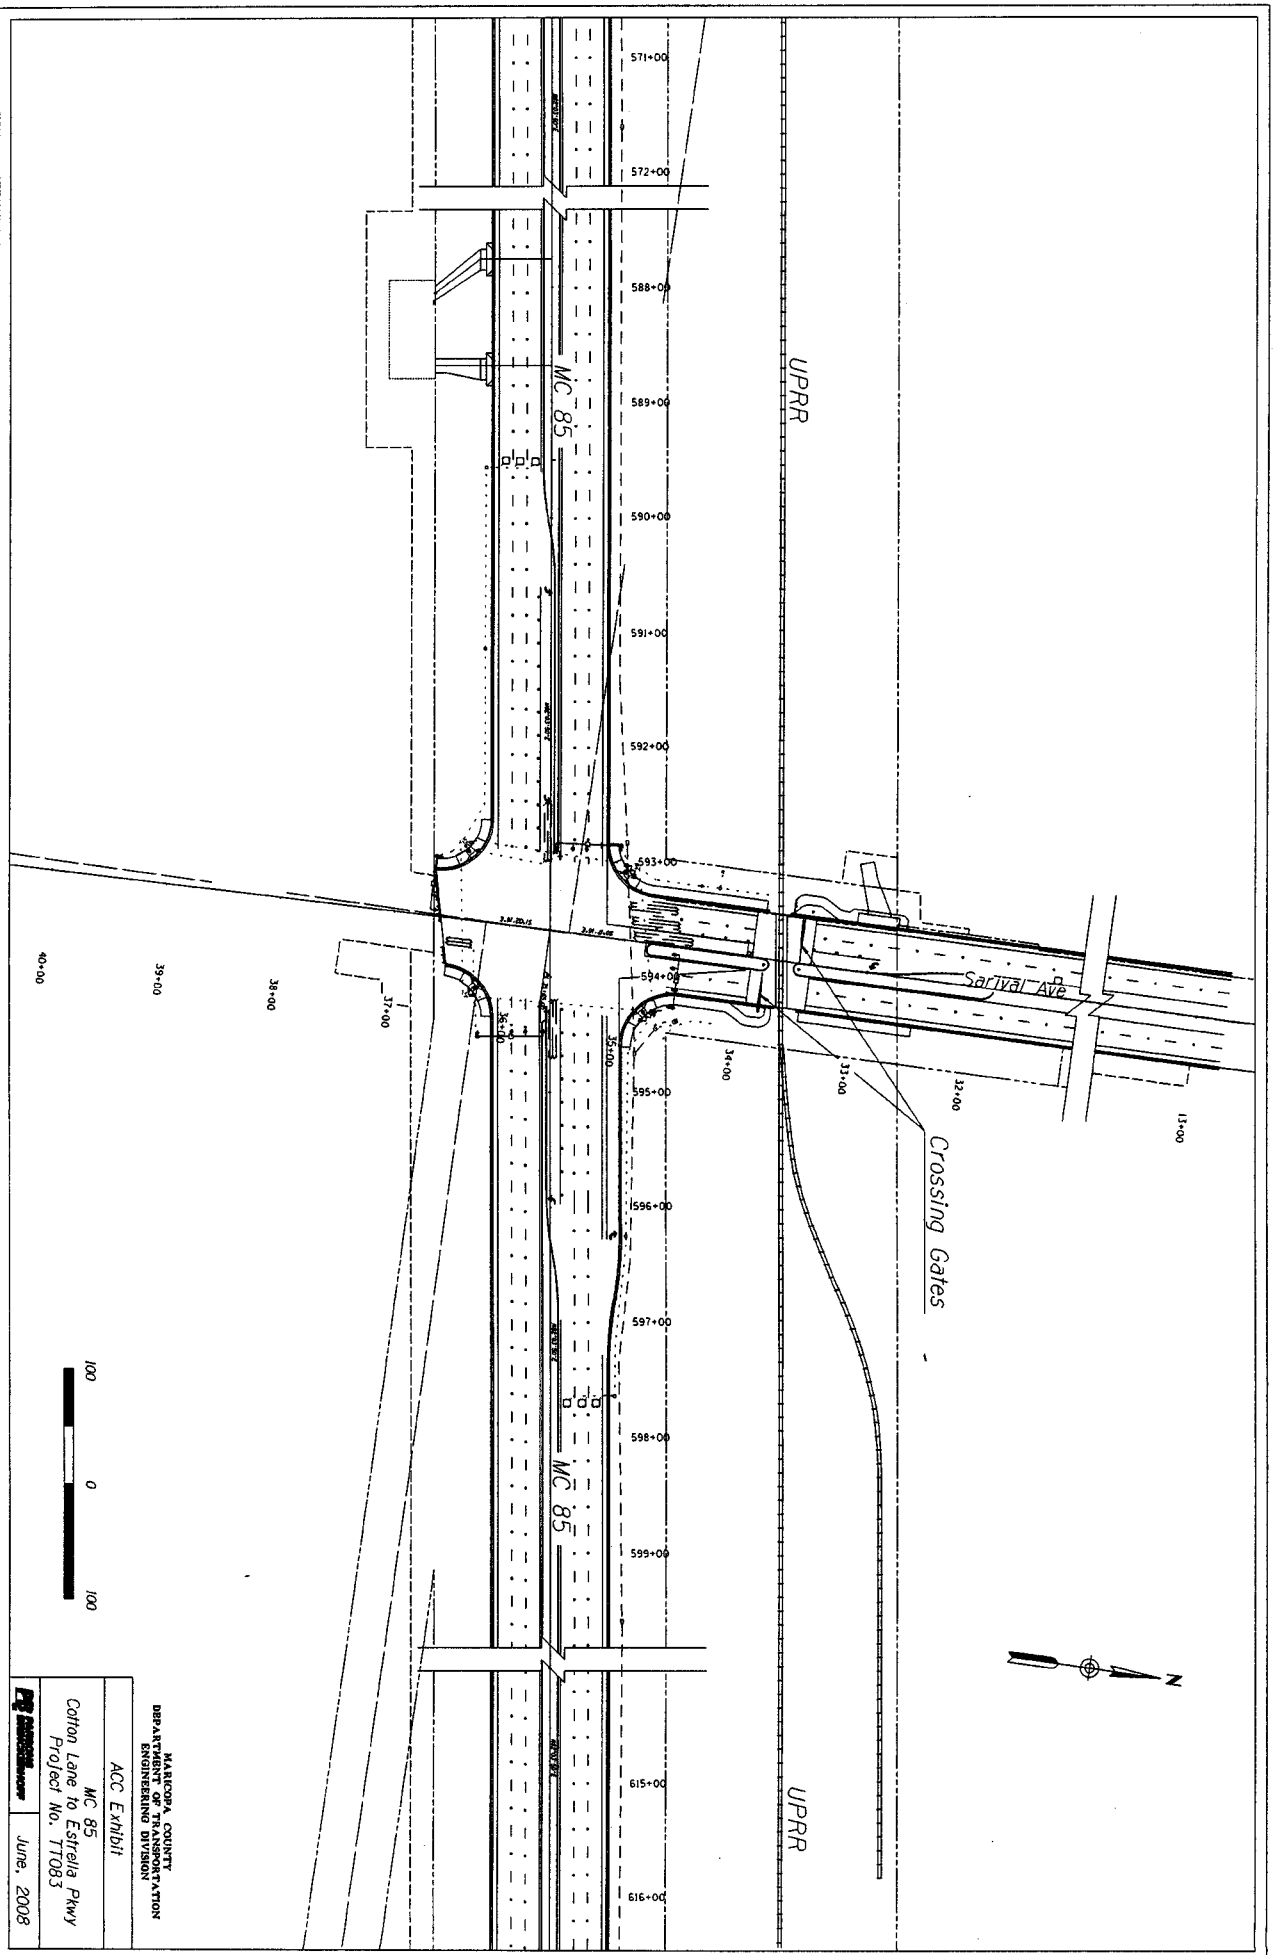 571+00
572+00
588+00
589+00
590+00
591+00
592+00
593+00
594+00
595+00
596+00
597+00
598+00
599+00
615+00
616+00
MC 85
MC 85
UPRR
UPRR
Sarival Ave
Crossing Gates
40+00
39+00
38+00
37+00
36+00
35+00
34+00
33+00
32+00
13+00
N
100 0 100
MARICOPA COUNTY
DEPARTMENT OF TRANSPORTATION
ENGINEERING DIVISION
ACC Exhibit
MC 85
Cotton Lane to Estrella Pkwy
Project No. TT083
PARSONS
BRINCKERHOFF
June, 2008